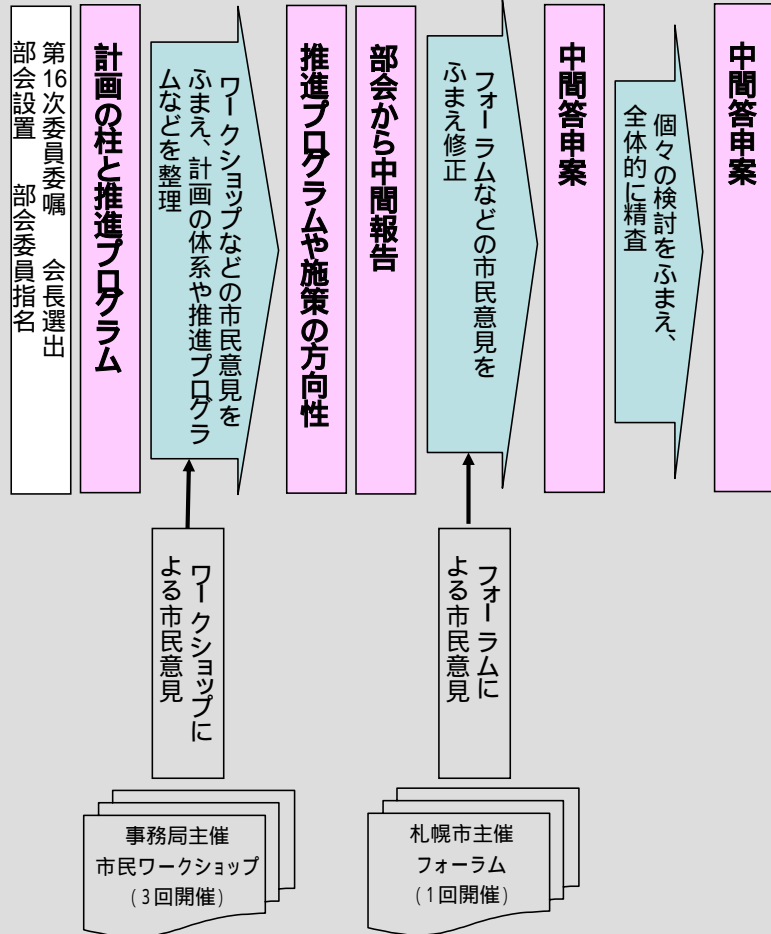 第16次委員委嘱　会長選出
部会設置　部会委員指名
計画の柱と推進プログラム
ワークショップなどの市民意見を
ふまえ、計画の体系や推進プログラ
ムなどを整理
推進プログラムや施策の方向性
部会から中間報告
フォーラムなどの市民意見を
ふまえ修正
中間答申案
個々の検討をふまえ、
全体的に精査
中間答申案
ワークショップに
よる市民意見
フォーラムに
よる市民意見
事務局主催
市民ワークショップ
(3回開催)
札幌市主催
フォーラム
(1回開催)